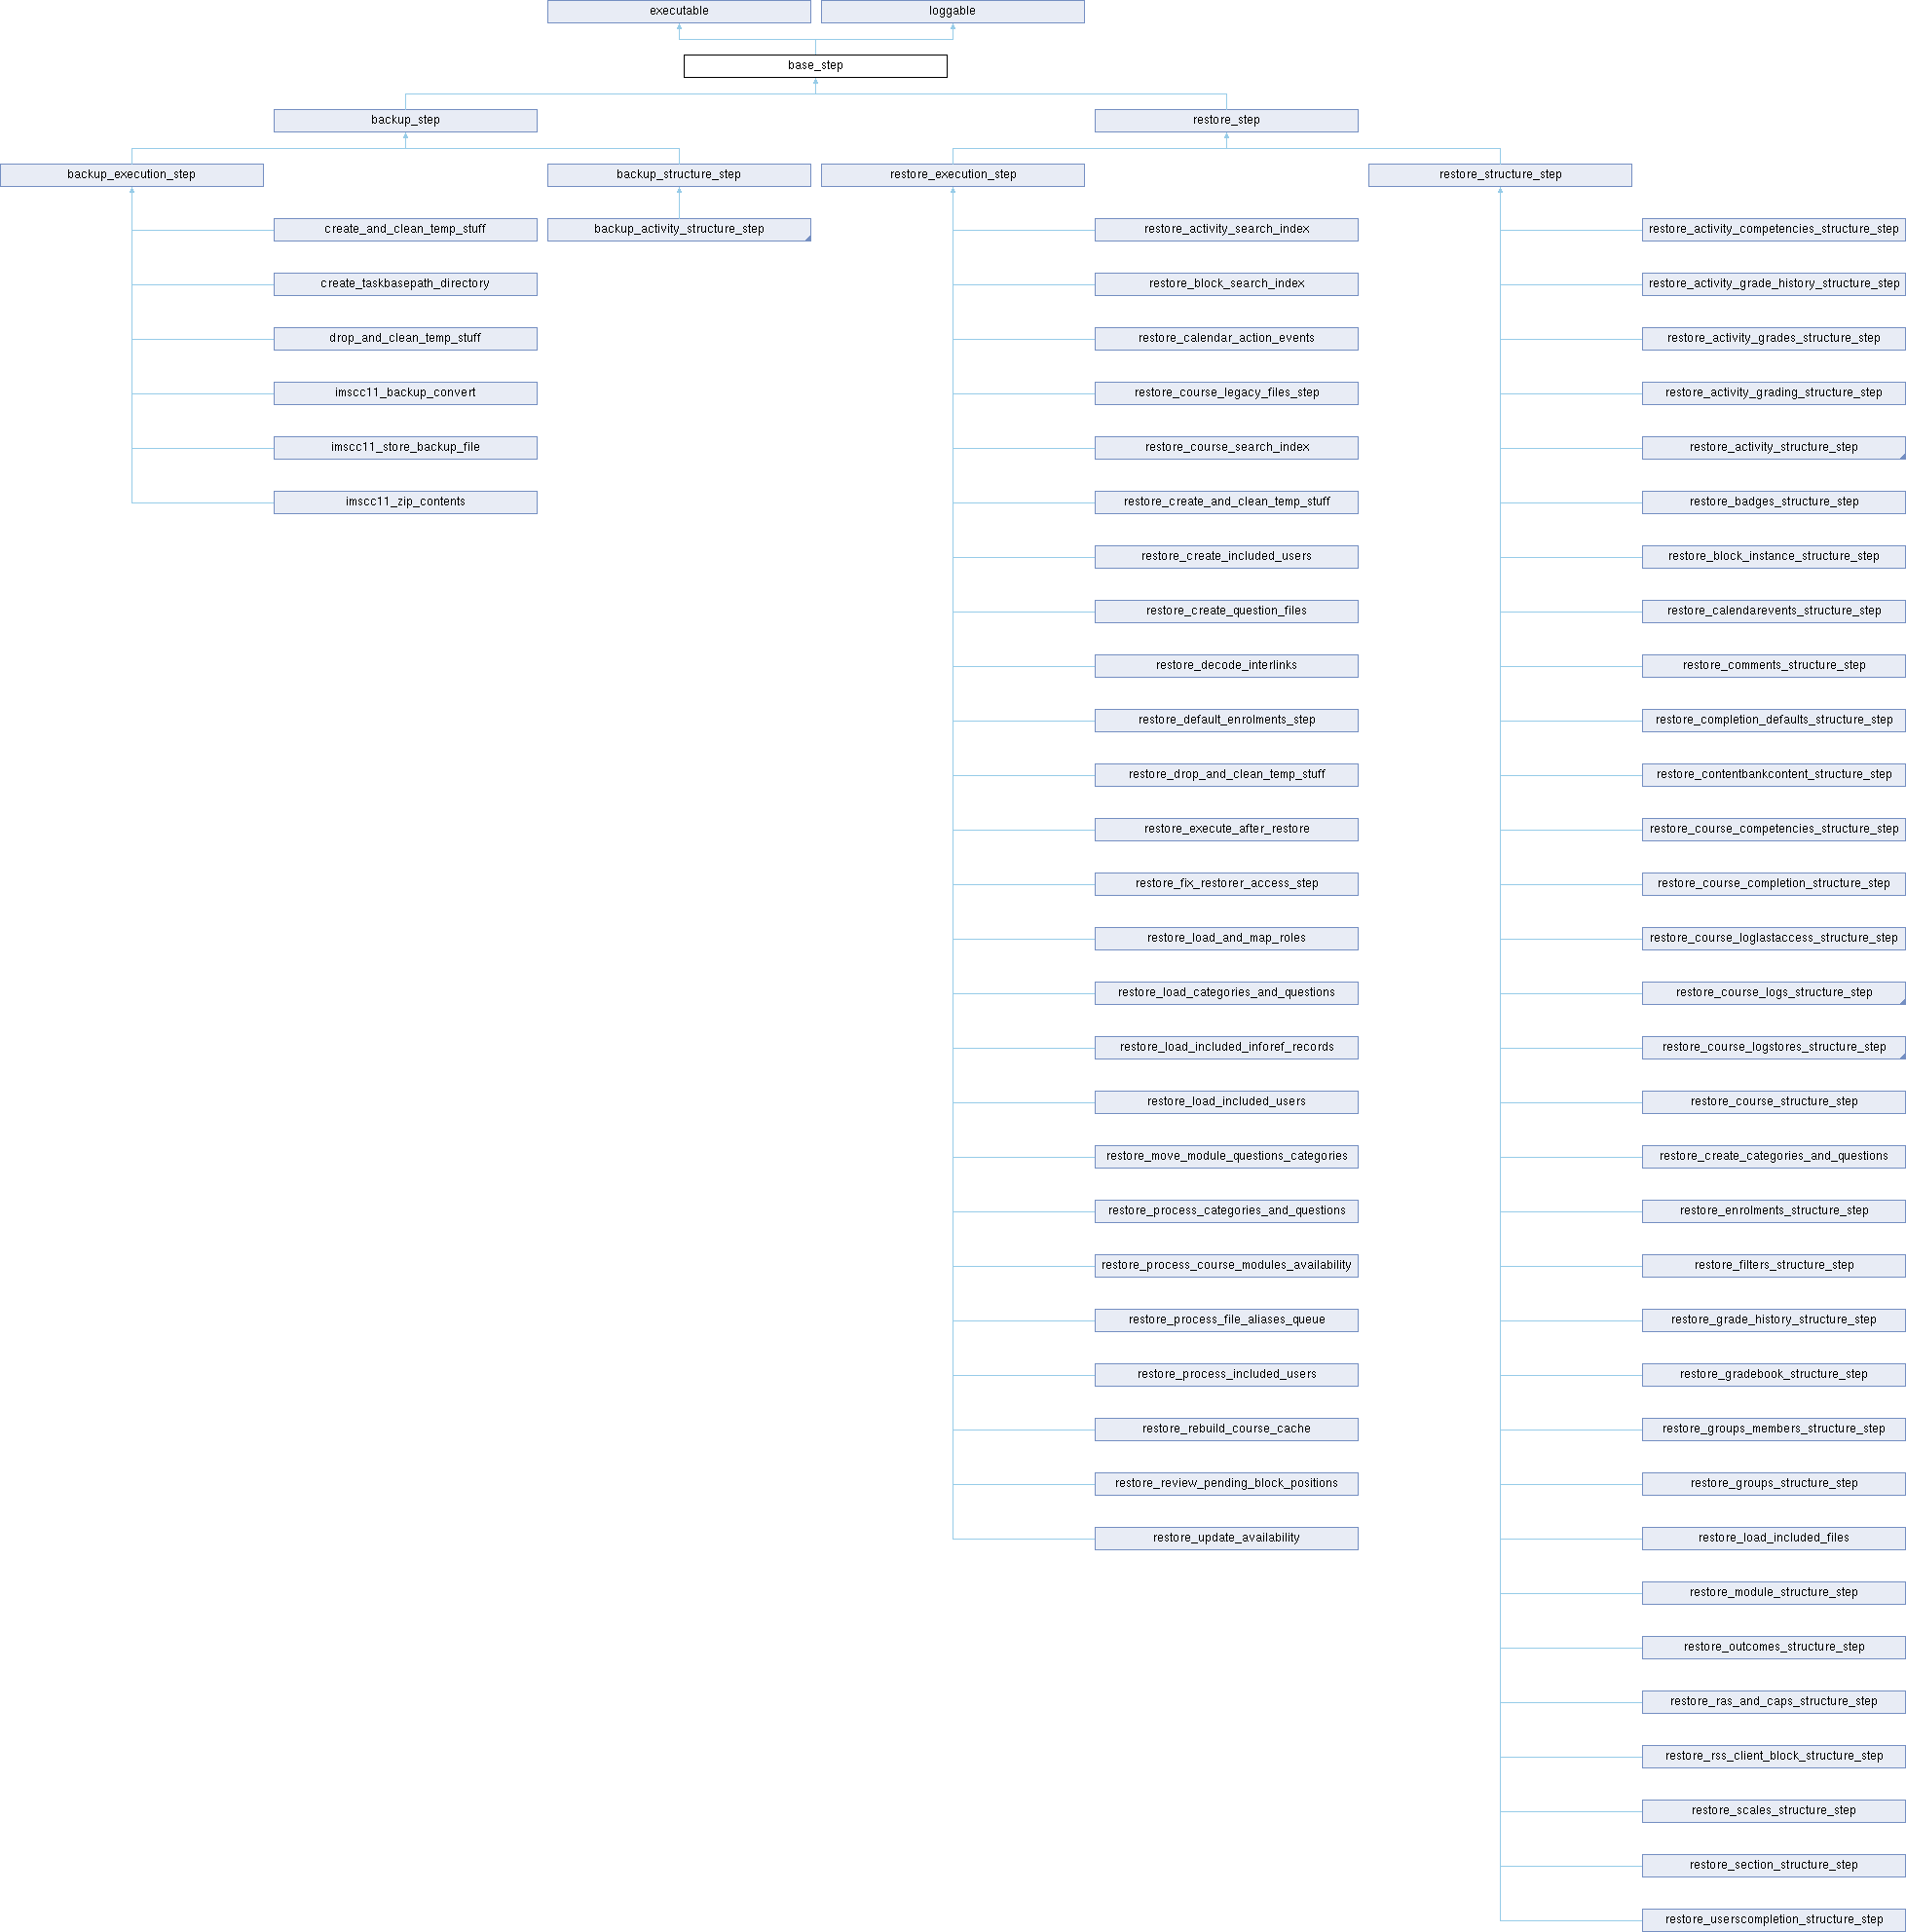 executable
loggable
base_step
backup_step
restore_step
backup_execution_step
backup_structure_step
restore_execution_step
restore_structure_step
create_and_clean_temp_stuff
backup_activity_structure_step
restore_activity_search_index
restore_activity_competencies_structure_step
create_taskbasepath_directory
restore_block_search_index
restore_activity_grade_history_structure_step
drop_and_clean_temp_stuff
restore_calendar_action_events
restore_activity_grades_structure_step
imscc11_backup_convert
restore_course_legacy_files_step
restore_activity_grading_structure_step
imscc11_store_backup_file
restore_course_search_index
restore_activity_structure_step
imscc11_zip_contents
restore_create_and_clean_temp_stuff
restore_badges_structure_step
restore_create_included_users
restore_block_instance_structure_step
restore_create_question_files
restore_calendarevents_structure_step
restore_decode_interlinks
restore_comments_structure_step
restore_default_enrolments_step
restore_completion_defaults_structure_step
restore_drop_and_clean_temp_stuff
restore_contentbankcontent_structure_step
restore_execute_after_restore
restore_course_competencies_structure_step
restore_fix_restorer_access_step
restore_course_completion_structure_step
restore_load_and_map_roles
restore_course_loglastaccess_structure_step
restore_load_categories_and_questions
restore_course_logs_structure_step
restore_load_included_inforef_records
restore_course_logstores_structure_step
restore_load_included_users
restore_course_structure_step
restore_move_module_questions_categories
restore_create_categories_and_questions
restore_process_categories_and_questions
restore_enrolments_structure_step
restore_process_course_modules_availability
restore_filters_structure_step
restore_process_file_aliases_queue
restore_grade_history_structure_step
restore_process_included_users
restore_gradebook_structure_step
restore_rebuild_course_cache
restore_groups_members_structure_step
restore_review_pending_block_positions
restore_groups_structure_step
restore_update_availability
restore_load_included_files
restore_module_structure_step
restore_outcomes_structure_step
restore_ras_and_caps_structure_step
restore_rss_client_block_structure_step
restore_scales_structure_step
restore_section_structure_step
restore_userscompletion_structure_step